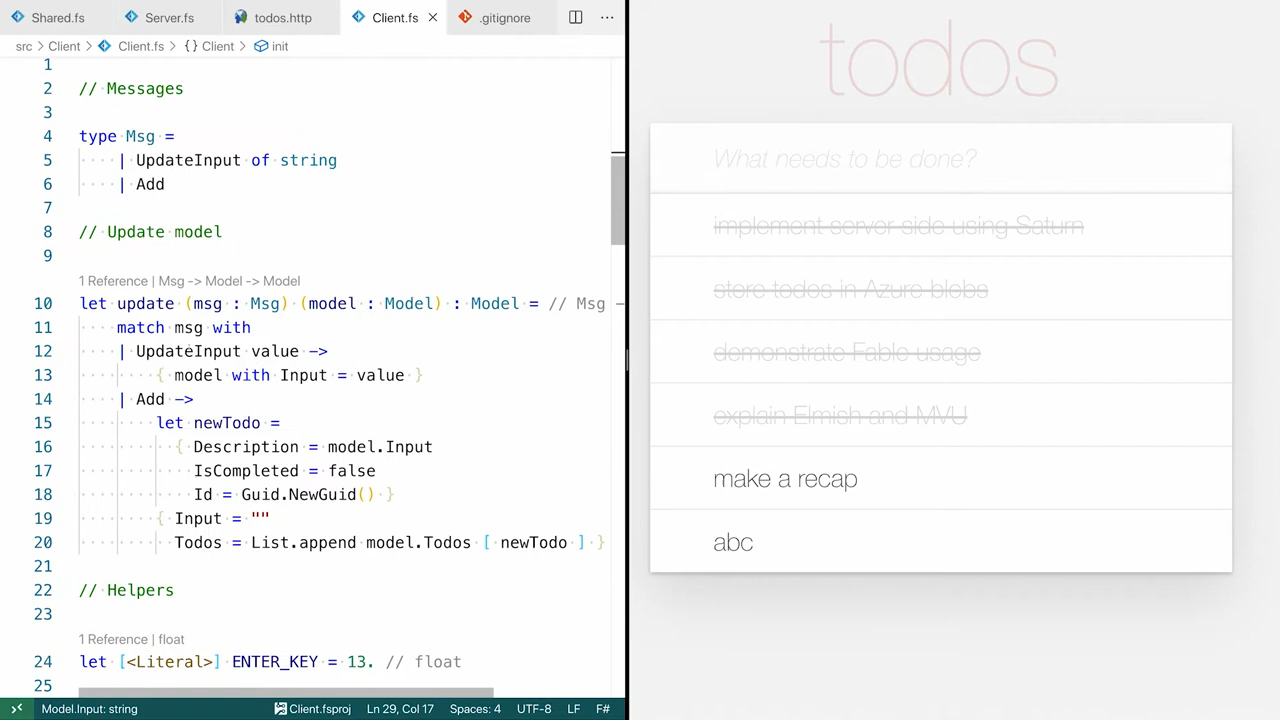 Shared.fs Server.fs todos.http Client.fs .gitignore
src > Client > Client.fs > {} Client > init
1
2 // Messages
3
4 type Msg =
5 | UpdateInput of string
6 | Add
7
8 // Update model
9
1 Reference | Msg -> Model -> Model
10 let update (msg : Msg) (model : Model) : Model = // Msg -
11 match msg with
12 | UpdateInput value ->
13 { model with Input = value }
14 | Add ->
15 let newTodo =
16 { Description = model.Input
17 IsCompleted = false
18 Id = Guid.NewGuid() }
19 { Input = ""
20 Todos = List.append model.Todos [ newTodo ] }
21
22 // Helpers
23
1 Reference | float
24 let [<Literal>] ENTER_KEY = 13. // float
25
Model.Input: string Client.fsproj Ln 29, Col 17 Spaces: 4 UTF-8 LF F#
todos
What needs to be done?
implement server side using Saturn
store todos in Azure blobs
demonstrate Fable usage
explain Elmish and MVU
make a recap
abc